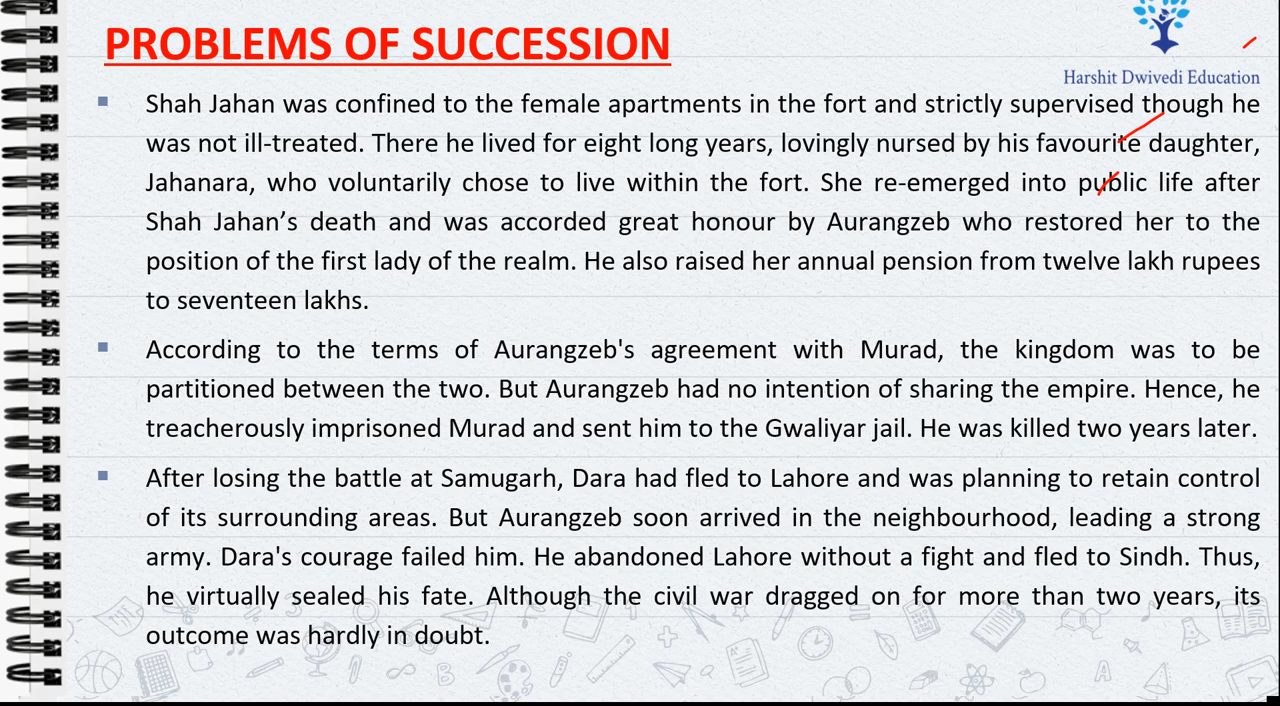 PROBLEMS OF SUCCESSION
Harshit Dwivedi Education
▪ Shah Jahan was confined to the female apartments in the fort and strictly supervised though he
was not ill-treated. There he lived for eight long years, lovingly nursed by his favourite daughter,
Jahanara, who voluntarily chose to live within the fort. She re-emerged into public life after
Shah Jahan’s death and was accorded great honour by Aurangzeb who restored her to the
position of the first lady of the realm. He also raised her annual pension from twelve lakh rupees
to seventeen lakhs.
▪ According to the terms of Aurangzeb's agreement with Murad, the kingdom was to be
partitioned between the two. But Aurangzeb had no intention of sharing the empire. Hence, he
treacherously imprisoned Murad and sent him to the Gwaliyar jail. He was killed two years later.
▪ After losing the battle at Samugarh, Dara had fled to Lahore and was planning to retain control
of its surrounding areas. But Aurangzeb soon arrived in the neighbourhood, leading a strong
army. Dara's courage failed him. He abandoned Lahore without a fight and fled to Sindh. Thus,
he virtually sealed his fate. Although the civil war dragged on for more than two years, its
outcome was hardly in doubt.